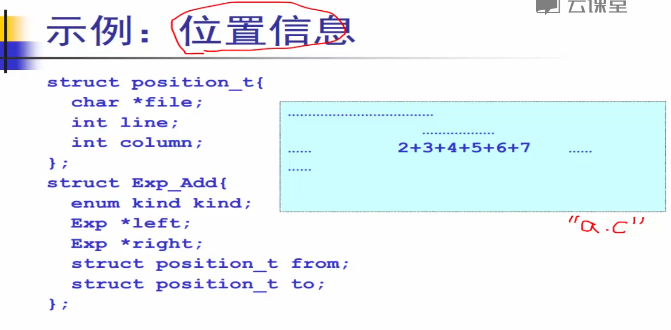 云课堂
示例：位置信息
struct position_t{
char *file;
int line;
int column;
};
struct Exp_Add{
enum kind kind;
Exp *left;
Exp *right;
struct position_t from;
struct position_t to;
};
..................................
..................
...... 2+3+4+5+6+7 ......
......
"a.c"